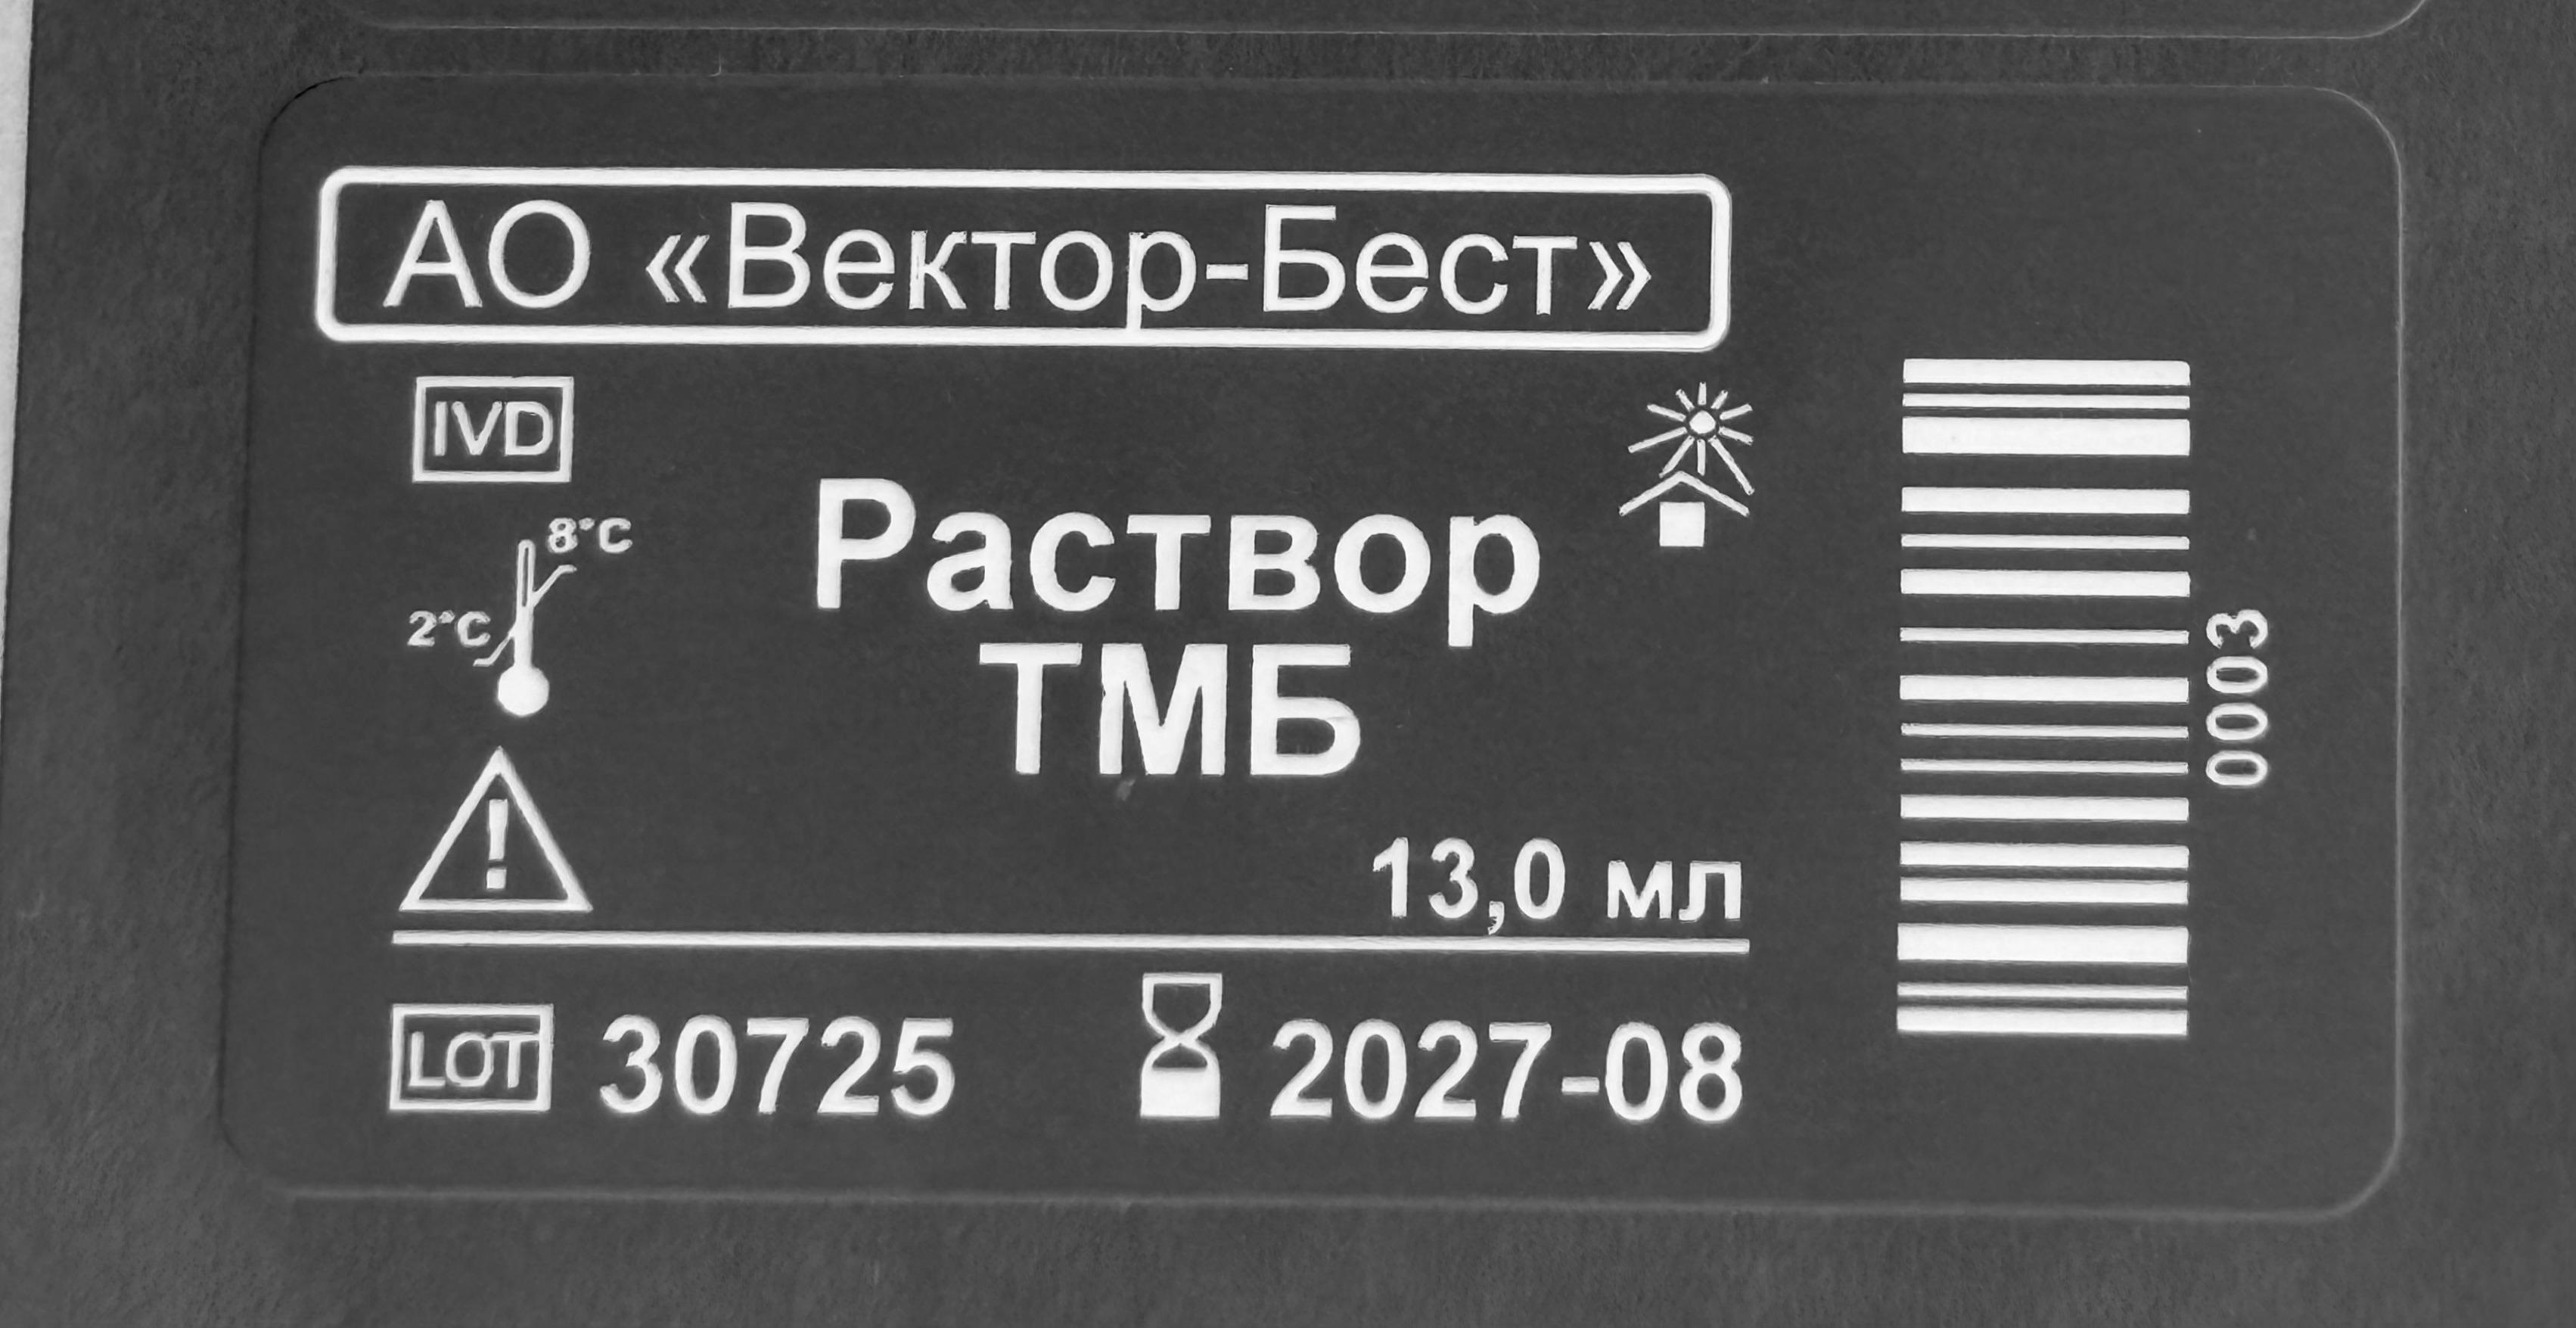 АО «Вектор-Бест»
IVD
8°C
2°C
Раствор
ТМБ
13,0 мл
LOT 30725
2027-08
0003